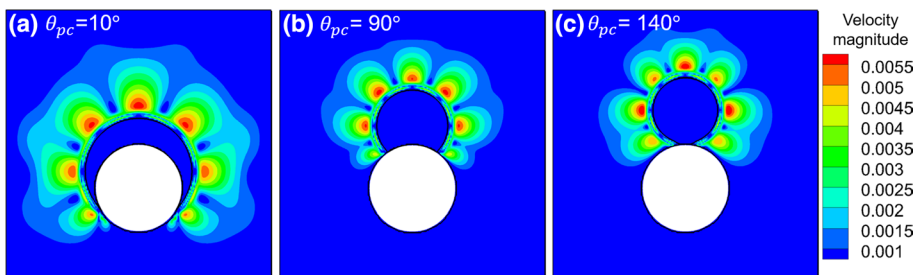 (a) θpc= 10°
(b) θpc= 90°
(c) θpc= 140°
Velocity
magnitude
0.0055
0.005
0.0045
0.004
0.0035
0.003
0.0025
0.002
0.0015
0.001